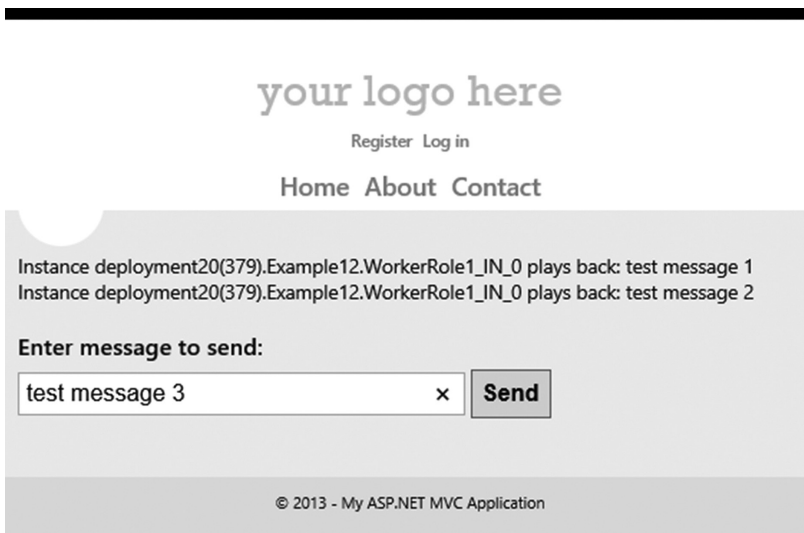 your logo here
Register Log in
Home About Contact
Instance deployment20(379).Example12.WorkerRole1_IN_0 plays back: test message 1
Instance deployment20(379).Example12.WorkerRole1_IN_0 plays back: test message 2
Enter message to send:
test message 3 × Send
© 2013 - My ASP.NET MVC Application